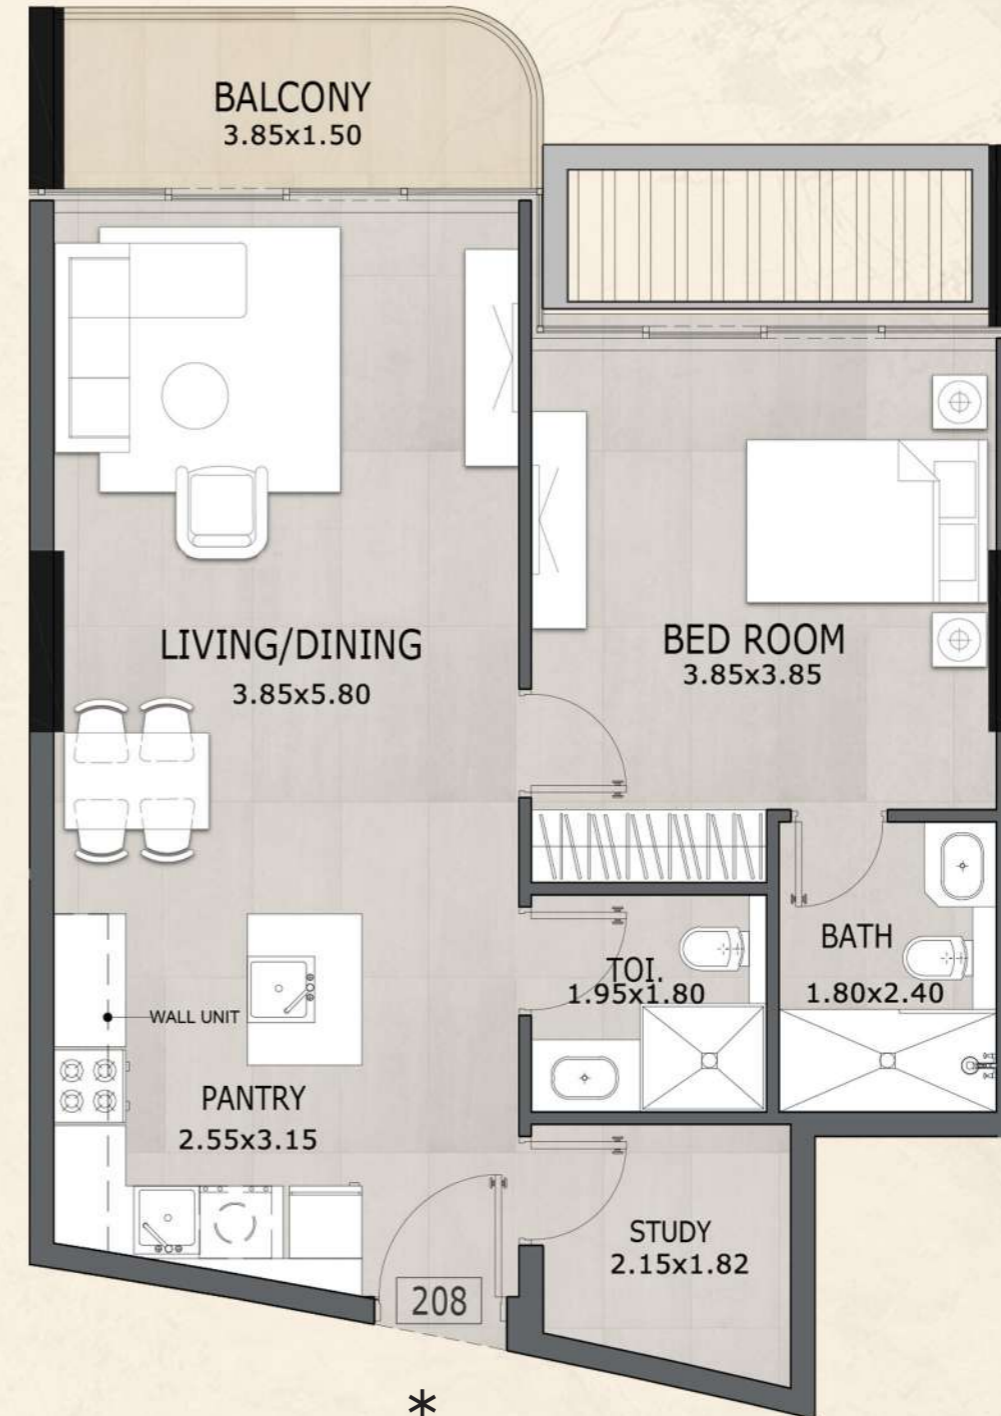 BALCONY
3.85x1.50
LIVING/DINING
3.85x5.80
BED ROOM
3.85x3.85
BATH
1.80x2.40
TOI.
1.95x1.80
WALL UNIT
PANTRY
2.55x3.15
STUDY
2.15x1.82
208
*